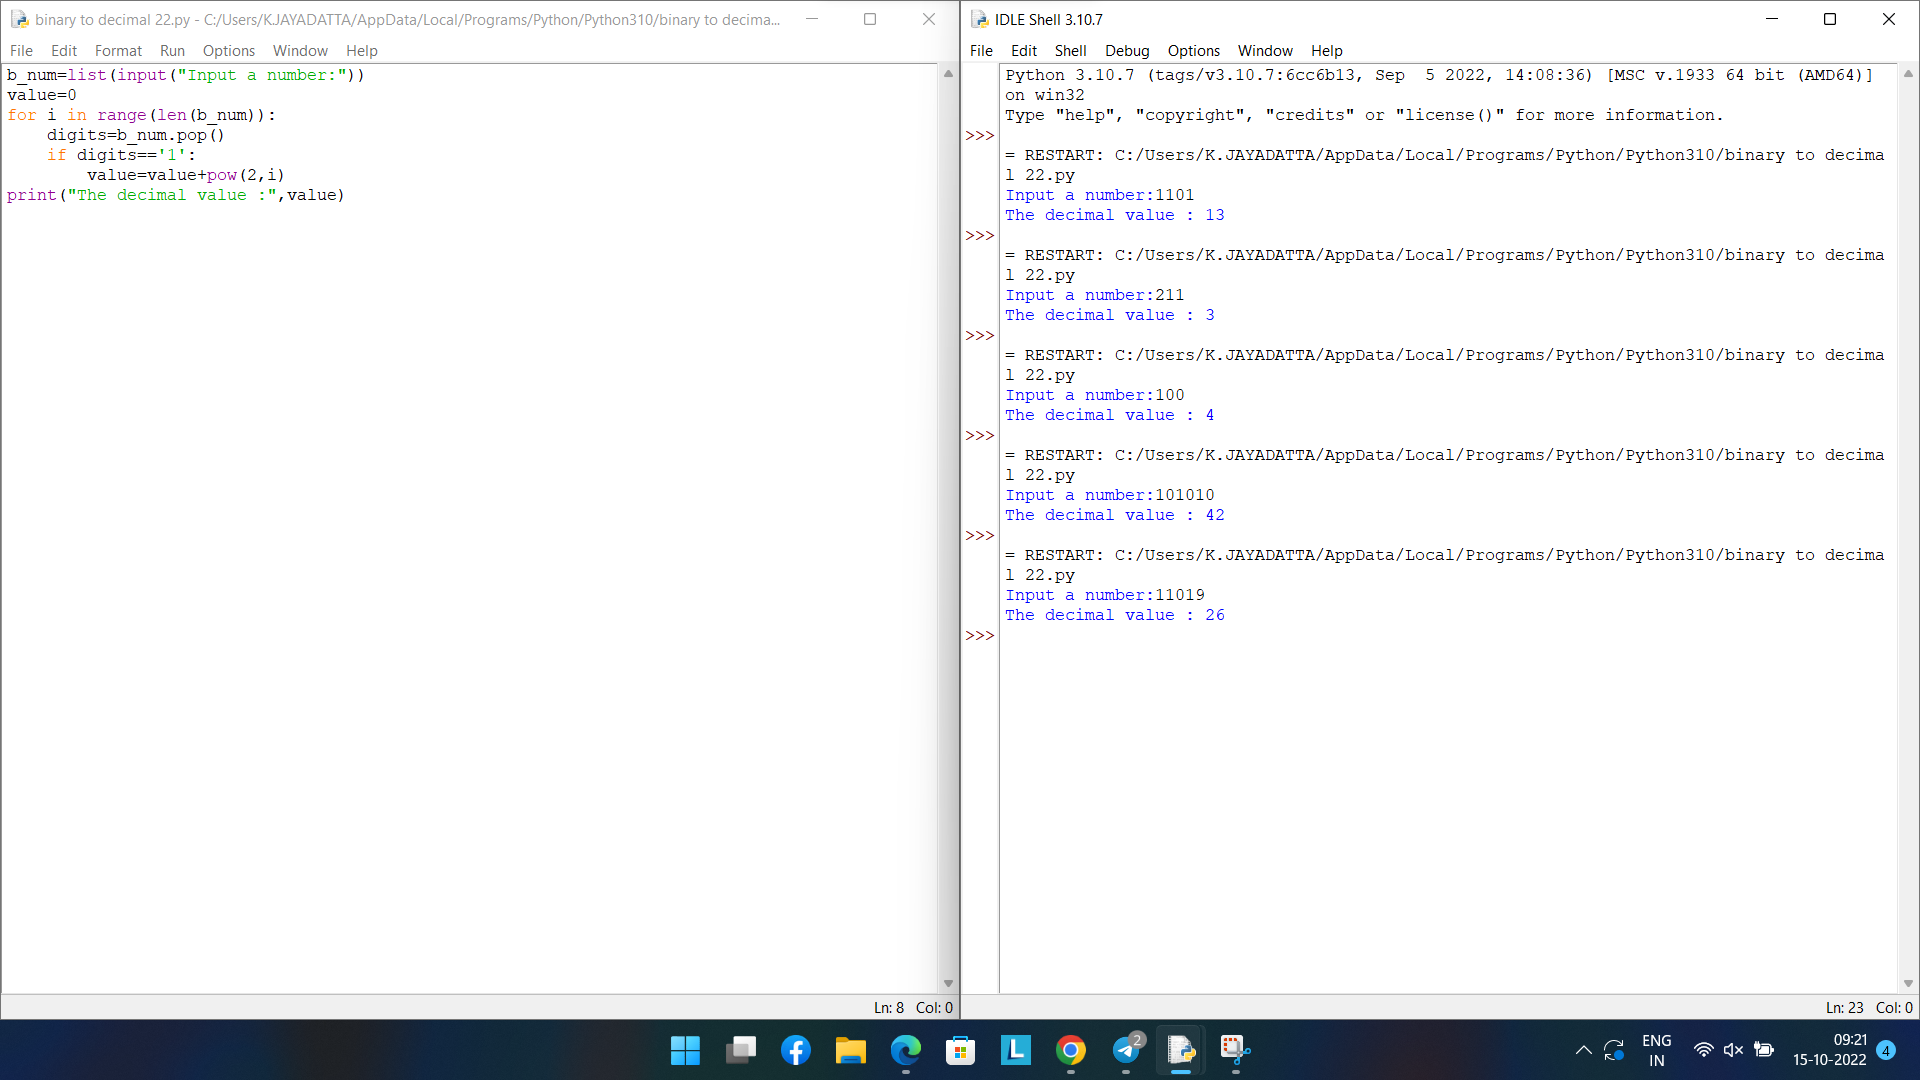 binary to decimal 22.py - C:/Users/K.JAYADATTA/AppData/Local/Programs/Python/Python310/binary to decima...
File Edit Format Run Options Window Help
b_num=list(input("Input a number:"))
value=0
for i in range(len(b_num)):
    digits=b_num.pop()
    if digits=='1':
        value=value+pow(2,i)
print("The decimal value :",value)
Ln: 8 Col: 0
IDLE Shell 3.10.7
File Edit Shell Debug Options Window Help
Python 3.10.7 (tags/v3.10.7:6cc6b13, Sep  5 2022, 14:08:36) [MSC v.1933 64 bit (AMD64)]
on win32
Type "help", "copyright", "credits" or "license()" for more information.
>>>
= RESTART: C:/Users/K.JAYADATTA/AppData/Local/Programs/Python/Python310/binary to decima
l 22.py
Input a number:1101
The decimal value : 13
>>>
= RESTART: C:/Users/K.JAYADATTA/AppData/Local/Programs/Python/Python310/binary to decima
l 22.py
Input a number:211
The decimal value : 3
>>>
= RESTART: C:/Users/K.JAYADATTA/AppData/Local/Programs/Python/Python310/binary to decima
l 22.py
Input a number:100
The decimal value : 4
>>>
= RESTART: C:/Users/K.JAYADATTA/AppData/Local/Programs/Python/Python310/binary to decima
l 22.py
Input a number:101010
The decimal value : 42
>>>
= RESTART: C:/Users/K.JAYADATTA/AppData/Local/Programs/Python/Python310/binary to decima
l 22.py
Input a number:11019
The decimal value : 26
>>>
Ln: 23 Col: 0
L
2
ENG
IN
09:21
15-10-2022
4